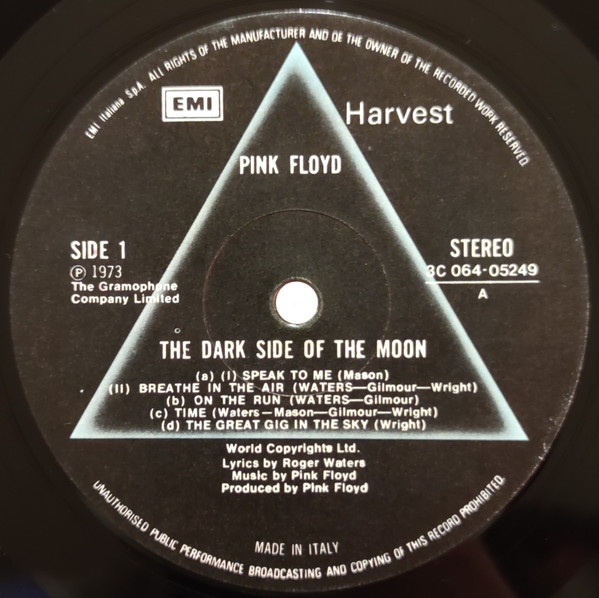 EMI Italiana S.p.A. ALL RIGHTS OF THE MANUFACTURER AND OF THE OWNER OF THE RECORDED WORK RESERVED.
EMI
Harvest
PINK FLOYD
SIDE 1
℗ 1973
The Gramophone
Company Limited
STEREO
3C 064-05249
A
THE DARK SIDE OF THE MOON
(a) (I) SPEAK TO ME (Mason)
(II) BREATHE IN THE AIR (WATERS—Gilmour—Wright)
(b) ON THE RUN (WATERS—Gilmour)
(c) TIME (Waters—Mason—Gilmour—Wright)
(d) THE GREAT GIG IN THE SKY (Wright)
World Copyrights Ltd.
Lyrics by Roger Waters
Music by Pink Floyd
Produced by Pink Floyd
MADE IN ITALY
UNAUTHORISED PUBLIC PERFORMANCE BROADCASTING AND COPYING OF THIS RECORD PROHIBITED.